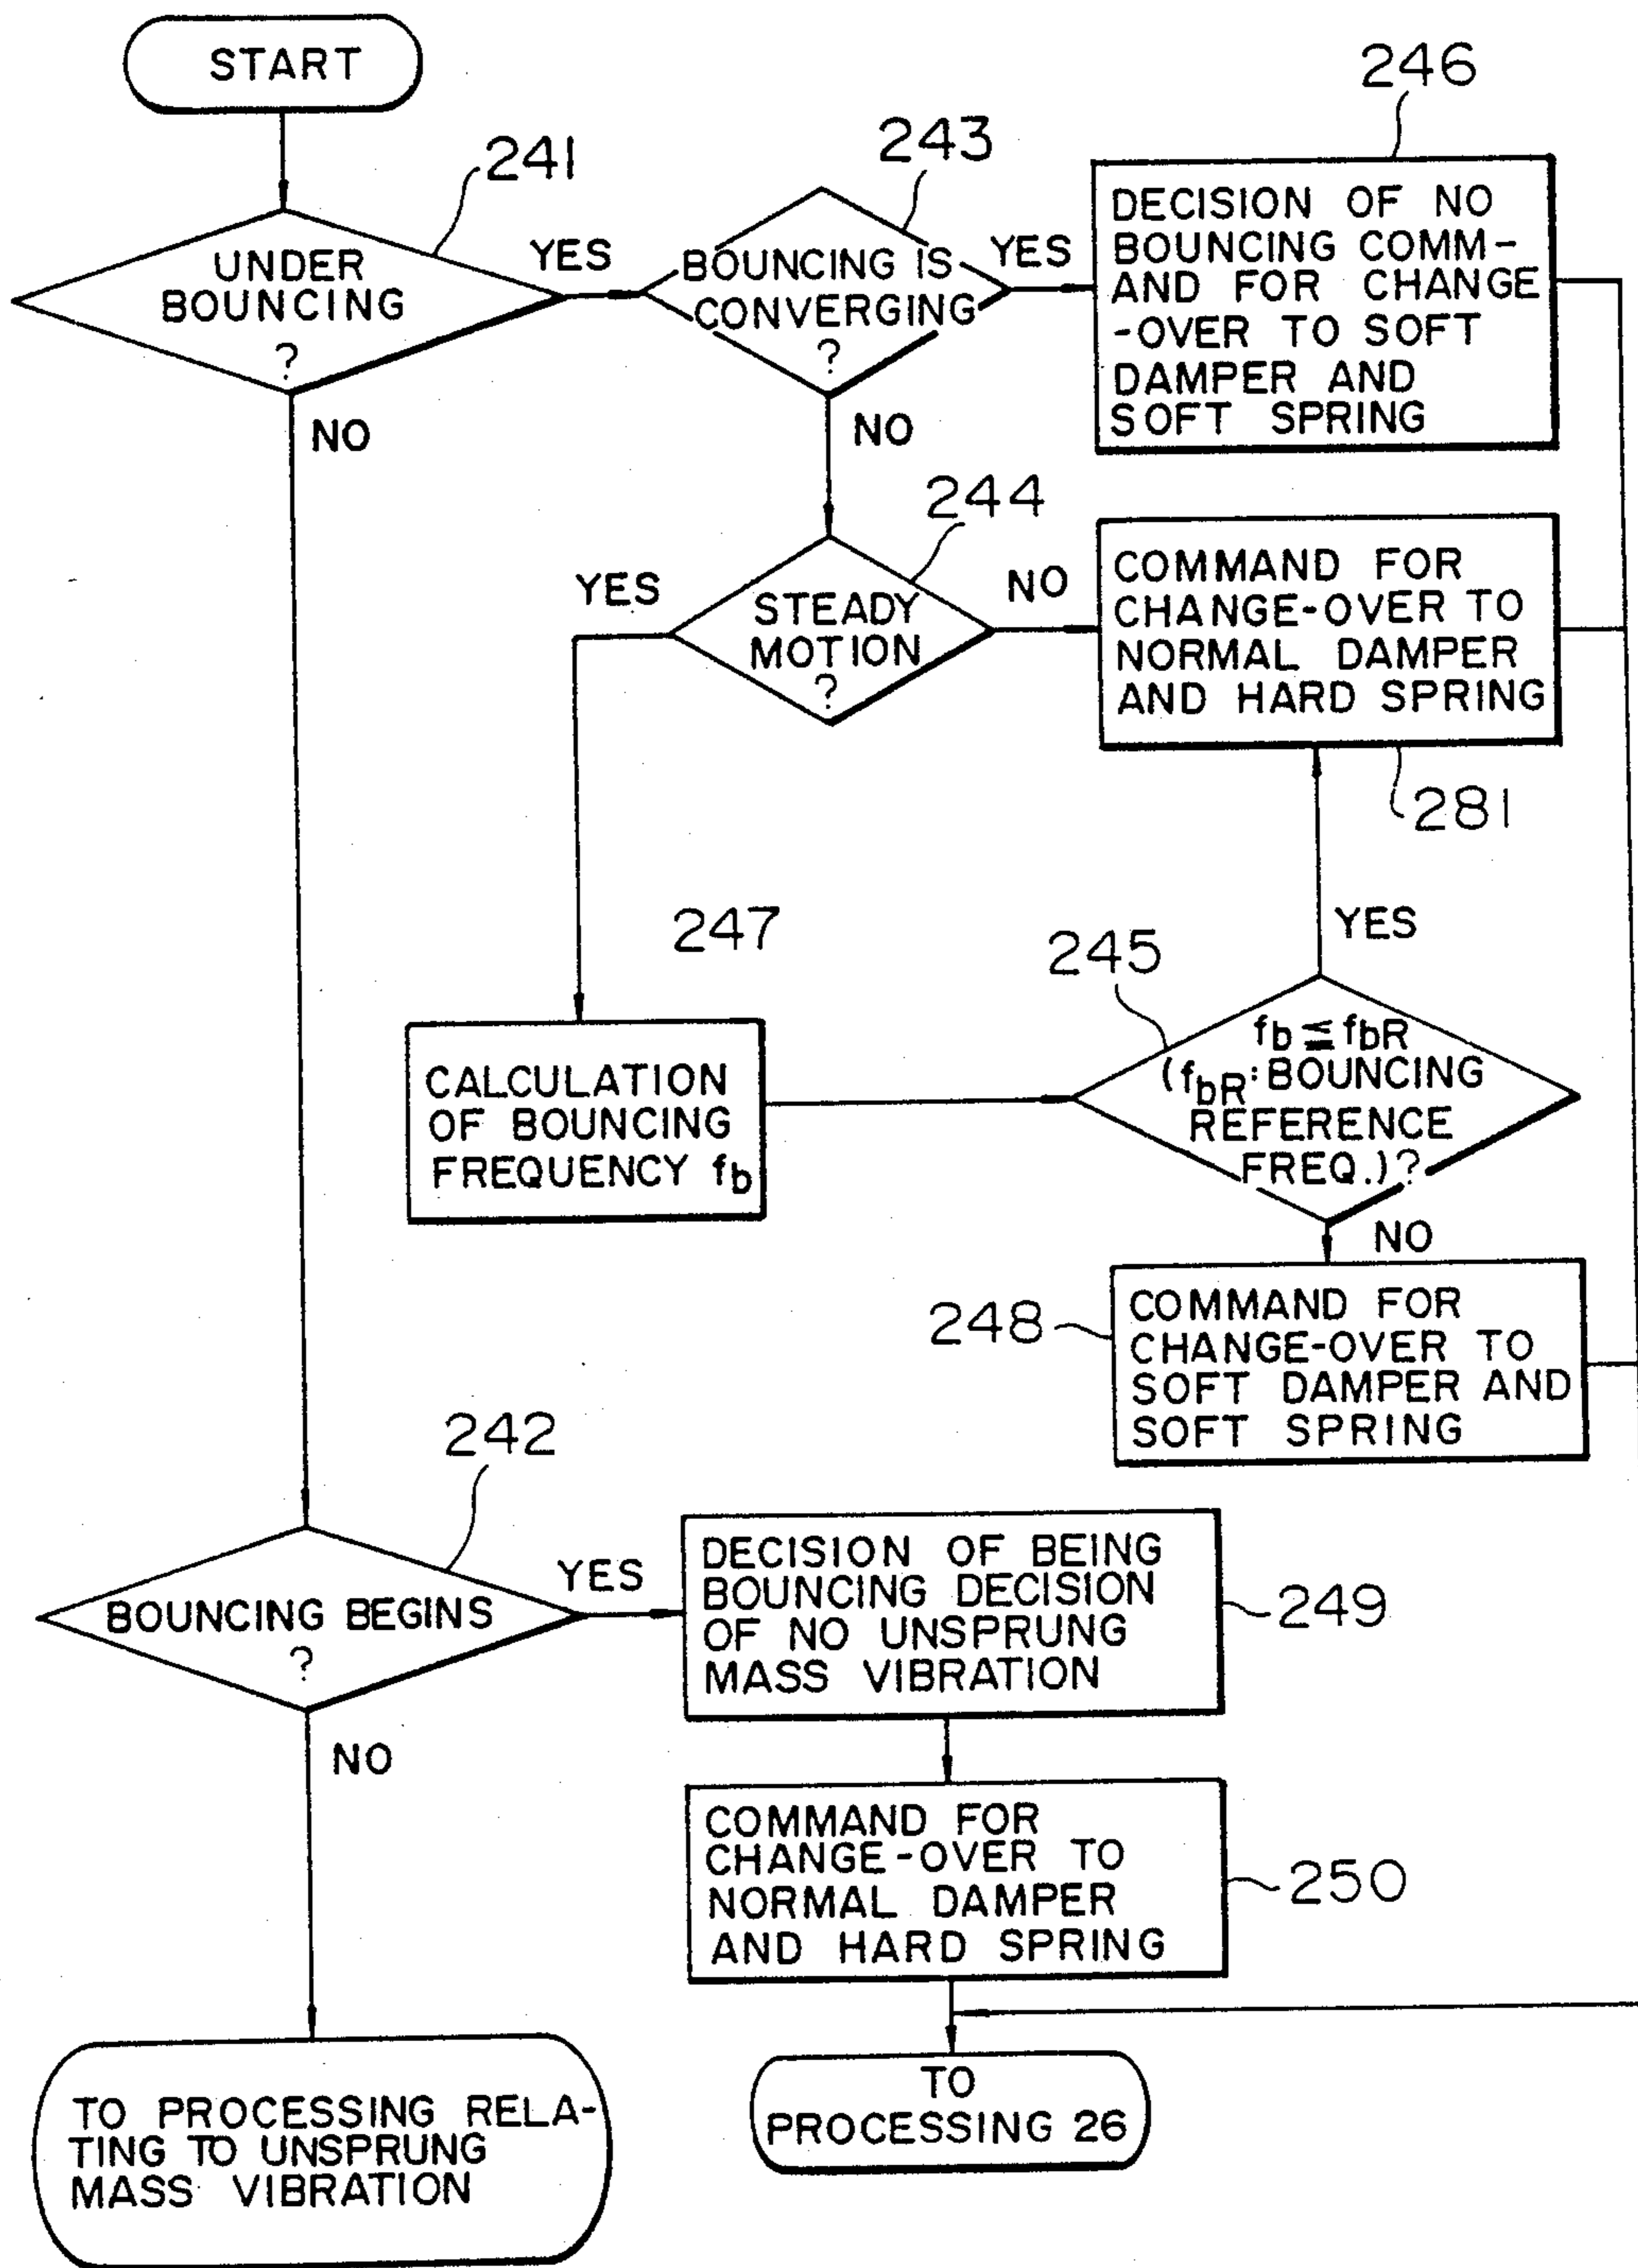 START
246
243
241
DECISION OF NO
BOUNCING COMM-
AND FOR CHANGE
-OVER TO SOFT
DAMPER AND
SOFT SPRING
UNDER
BOUNCING
?
YES
BOUNCING IS
CONVERGING
?
YES
NO
NO
244
YES
STEADY
MOTION
?
NO
COMMAND FOR
CHANGE-OVER TO
NORMAL DAMPER
AND HARD SPRING
281
247
YES
245
CALCULATION
OF BOUNCING
FREQUENCY fb
fb ≦ fbR
(fbR: BOUNCING
REFERENCE
FREQ.)?
NO
248
COMMAND FOR
CHANGE-OVER TO
SOFT DAMPER AND
SOFT SPRING
242
BOUNCING BEGINS
?
YES
DECISION OF BEING
BOUNCING DECISION
OF NO UNSPRUNG
MASS VIBRATION
249
NO
COMMAND FOR
CHANGE-OVER TO
NORMAL DAMPER
AND HARD SPRING
250
TO PROCESSING RELA-
TING TO UNSPRUNG
MASS VIBRATION
TO
PROCESSING 26